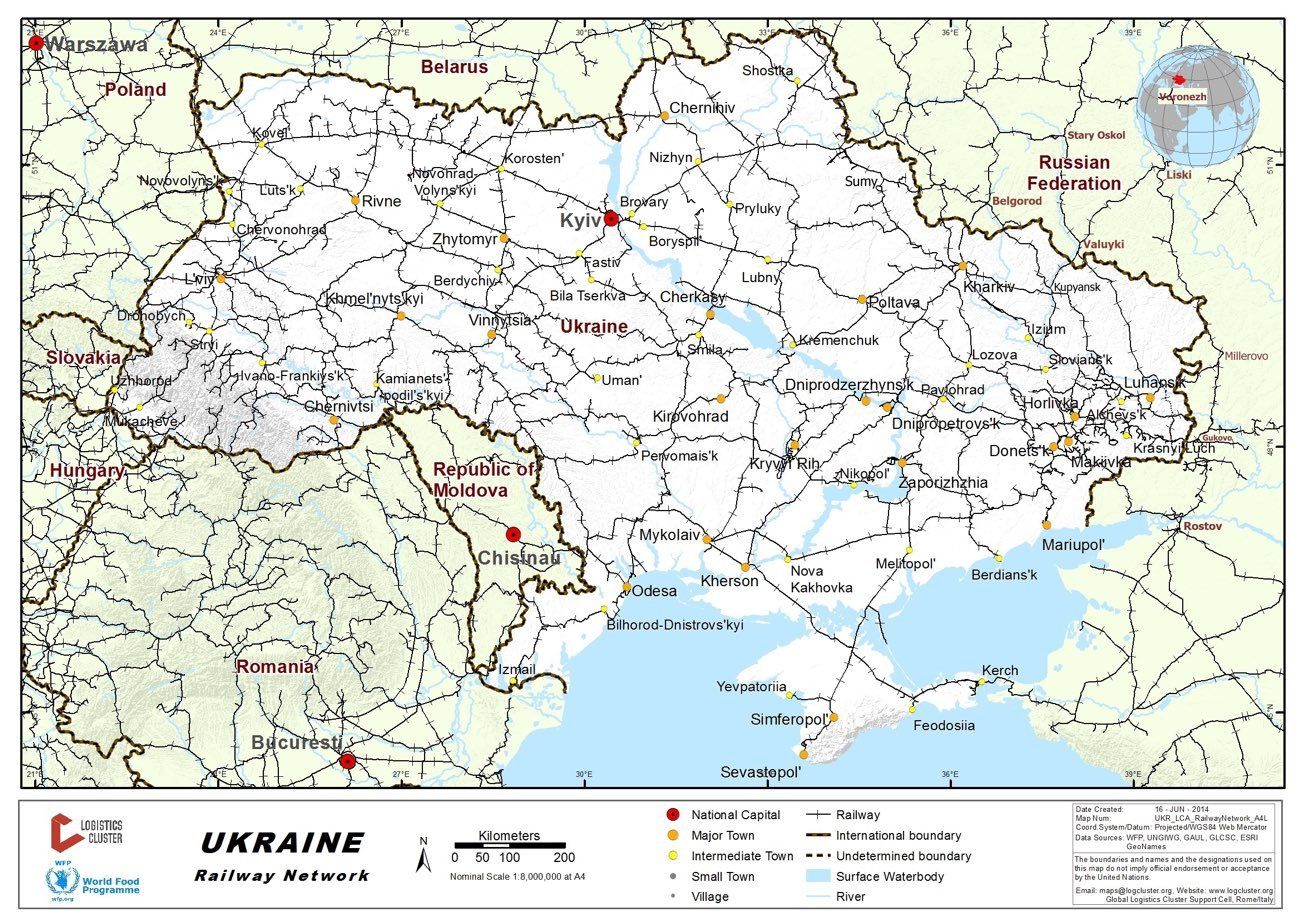 21°E
24°E
27°E
30°E
33°E
36°E
39°E
Warszawa
Poland
Belarus
Shostka
Chernihiv
Voronezh
Stary Oskol
Kovel'
Korosten'
Nizhyn
Russian
Federation
51°N
51°N
Liski
Novovolyns'k
Luts'k
Novohrad-
Volyns'kyi
Sumy
Rivne
Brovary
Pryluky
Belgorod
Kyiv
Chervonohrad
Zhytomyr
Boryspil'
Valuyki
Fastiv
L'viv
Berdychiv
Lubny
Kharkiv
Kupyansk
Bila Tserkva
Khmel'nyts'kyi
Cherkasy
Poltava
Drohobych
Vinnytsia
Ukraine
Izium
Stryi
Smila
Kremenchuk
Slovakia
Lozova
Slovians'k
Millerovo
Ivano-Frankivs'k
Kamianets'-
podil's'kyi
Uman'
Uzhhorod
Dniprodzerzhyns'k
Pavlohrad
Luhans'k
Chernivtsi
Horlivka
Alchevs'k
Mukacheve
Kirovohrad
Dnipropetrovs'k
Gukovo
48°N
Krasnyi Luch
Donets'k
Makiivka
Pervomais'k
Kryvyi Rih
Hungary
Republic of
Moldova
Nikopol'
Zaporizhzhia
Rostov
Mykolaiv
Mariupol'
Chisinau
Melitopol'
Berdians'k
Kherson
Nova
Kakhovka
Odesa
Bilhorod-Dnistrovs'kyi
Romania
Izmail
Kerch
Yevpatoriia
Simferopol'
Feodosiia
Bucuresti
Sevastopol'
21°E
24°E
27°E
30°E
33°E
36°E
39°E
LOGISTICS
CLUSTER
WFP
World Food
Programme
wfp.org
UKRAINE
Railway Network
N
Kilometers
0 50 100 200
Nominal Scale 1:8,000,000 at A4
National Capital
Major Town
Intermediate Town
Small Town
Village
Railway
International boundary
Undetermined boundary
Surface Waterbody
River
Date Created: 16 - JUN - 2014
Map Num: UKR_LCA_RailwayNetwork_A4L
Coord.System/Datum: Projected/WGS84 Web Mercator
Data Sources: WFP, UNGIWG, GAUL, GLCSC, ESRI
GeoNames
The boundaries and names and the designations used on
this map do not imply official endorsement or acceptance
by the United Nations.
Email: maps@logcluster.org, Website: www.logcluster.org
Global Logistics Cluster Support Cell, Rome/Italy